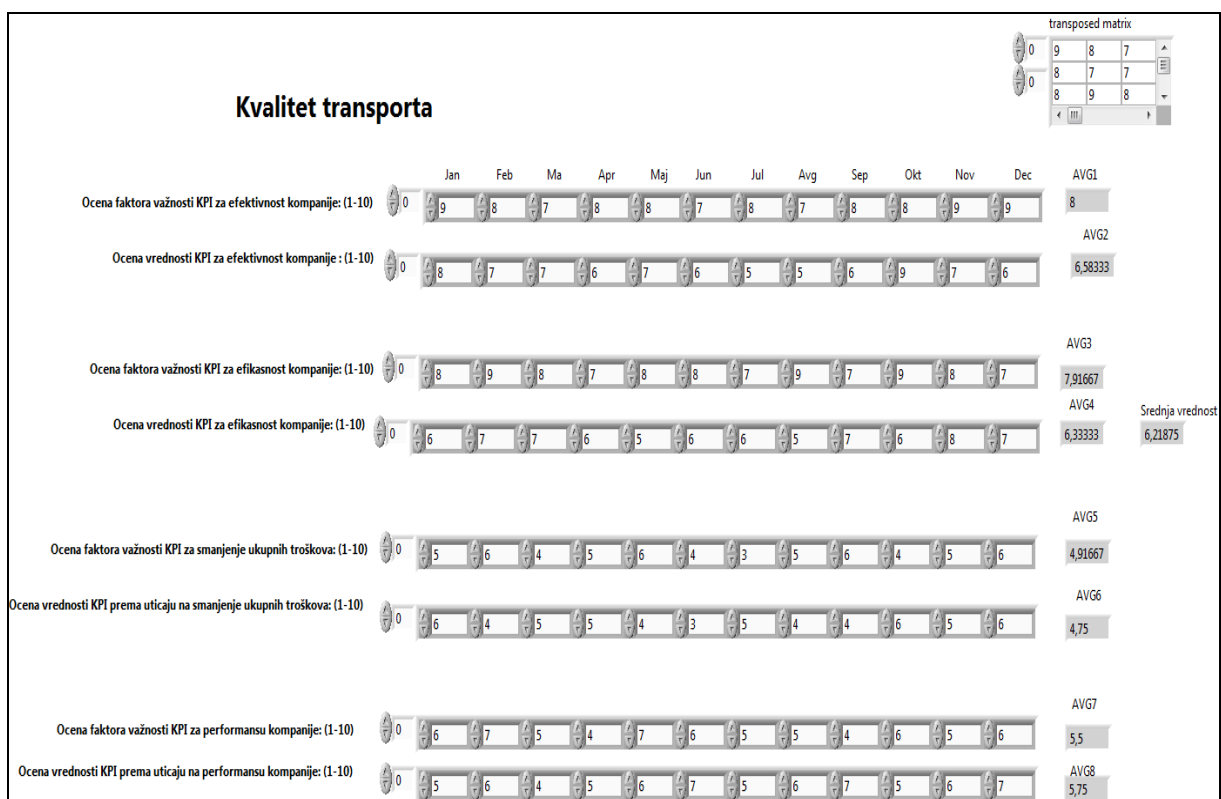 transposed matrix
0 9 8 7
0 8 7 7
8 9 8
Kvalitet transporta
Jan Feb Ma Apr Maj Jun Jul Avg Sep Okt Nov Dec AVG1
Ocena faktora važnosti KPI za efektivnost kompanije: (1-10) 0 9 8 7 8 8 7 8 7 8 8 9 9 8
AVG2
Ocena vrednosti KPI za efektivnost kompanije : (1-10) 0 8 7 7 6 7 6 5 5 6 9 7 6 6,58333
AVG3
Ocena faktora važnosti KPI za efikasnost kompanije: (1-10) 0 8 9 8 7 8 8 7 9 7 9 8 7 7,91667
AVG4 Srednja vrednost
Ocena vrednosti KPI za efikasnost kompanije: (1-10) 0 6 7 7 6 5 6 6 5 7 6 8 7 6,33333 6,21875
AVG5
Ocena faktora važnosti KPI za smanjenje ukupnih troškova: (1-10) 0 5 6 4 5 6 4 3 5 6 4 5 6 4,91667
AVG6
Ocena vrednosti KPI prema uticaju na smanjenje ukupnih troškova: (1-10) 0 6 4 5 5 4 3 5 4 4 6 5 6 4,75
AVG7
Ocena faktora važnosti KPI za performansu kompanije: (1-10) 0 6 7 5 4 7 6 5 5 4 6 5 6 5,5
AVG8
Ocena vrednosti KPI prema uticaju na performansu kompanije: (1-10) 0 5 6 4 5 6 7 5 6 7 5 6 7 5,75